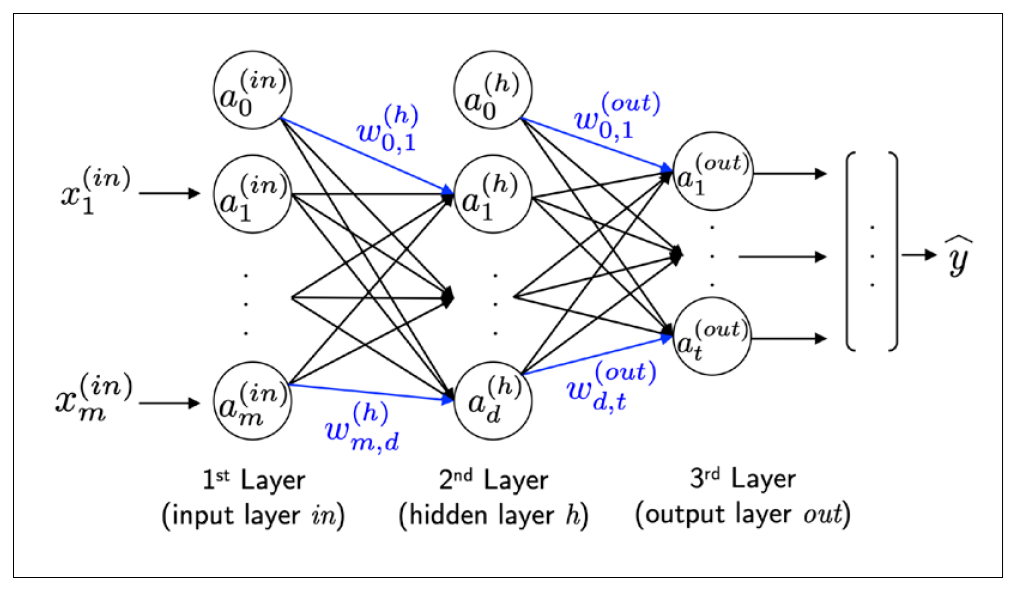 a_0^{(in)}
a_0^{(h)}
w_{0,1}^{(h)}
w_{0,1}^{(out)}
x_1^{(in)}
a_1^{(in)}
a_1^{(h)}
a_1^{(out)}
ŷ
a_t^{(out)}
x_m^{(in)}
a_m^{(in)}
a_d^{(h)}
w_{m,d}^{(h)}
w_{d,t}^{(out)}
1ˢᵗ Layer
(input layer in)
2ⁿᵈ Layer
(hidden layer h)
3ʳᵈ Layer
(output layer out)